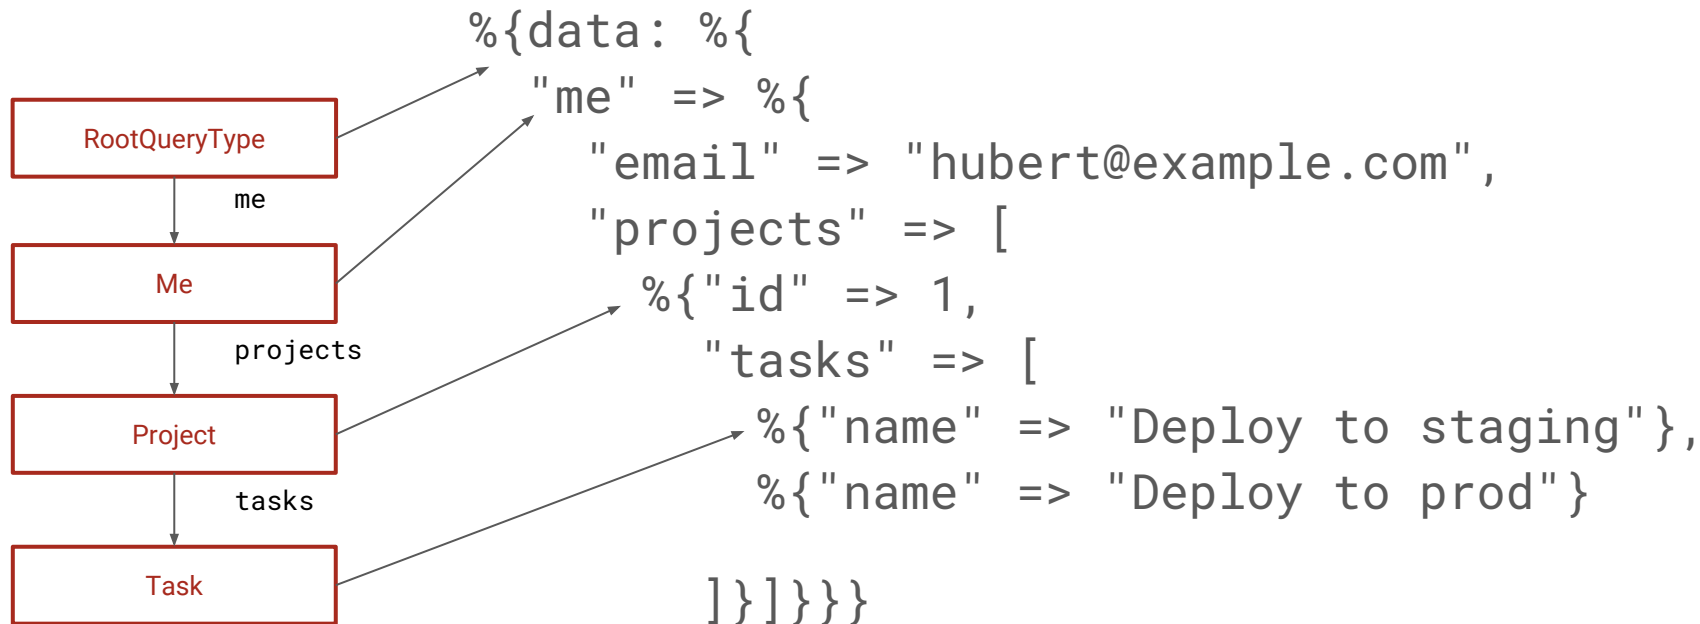 RootQueryType
me
Me
projects
Project
tasks
Task
%{data: %{
"me" => %{
"email" => "hubert@example.com",
"projects" => [
%{"id" => 1,
"tasks" => [
%{"name" => "Deploy to staging"},
%{"name" => "Deploy to prod"}
]}]}}}